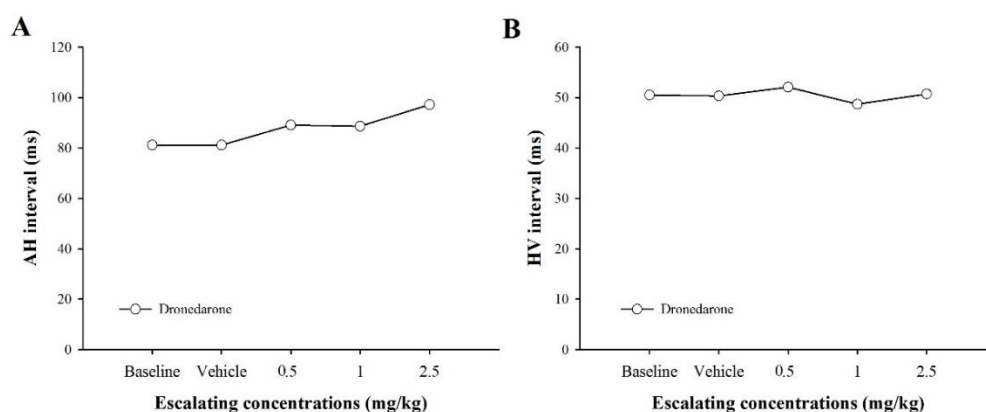 A
120
100
80
60
40
20
0
AH interval (ms)
Dronedarone
Baseline Vehicle 0.5 1 2.5
Escalating concentrations (mg/kg)
B
60
50
40
30
20
10
0
HV interval (ms)
Dronedarone
Baseline Vehicle 0.5 1 2.5
Escalating concentrations (mg/kg)